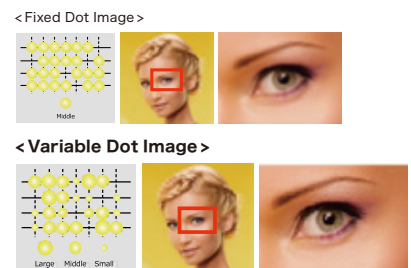 <Fixed Dot Image>
Middle
<Variable Dot Image>
Large Middle Small